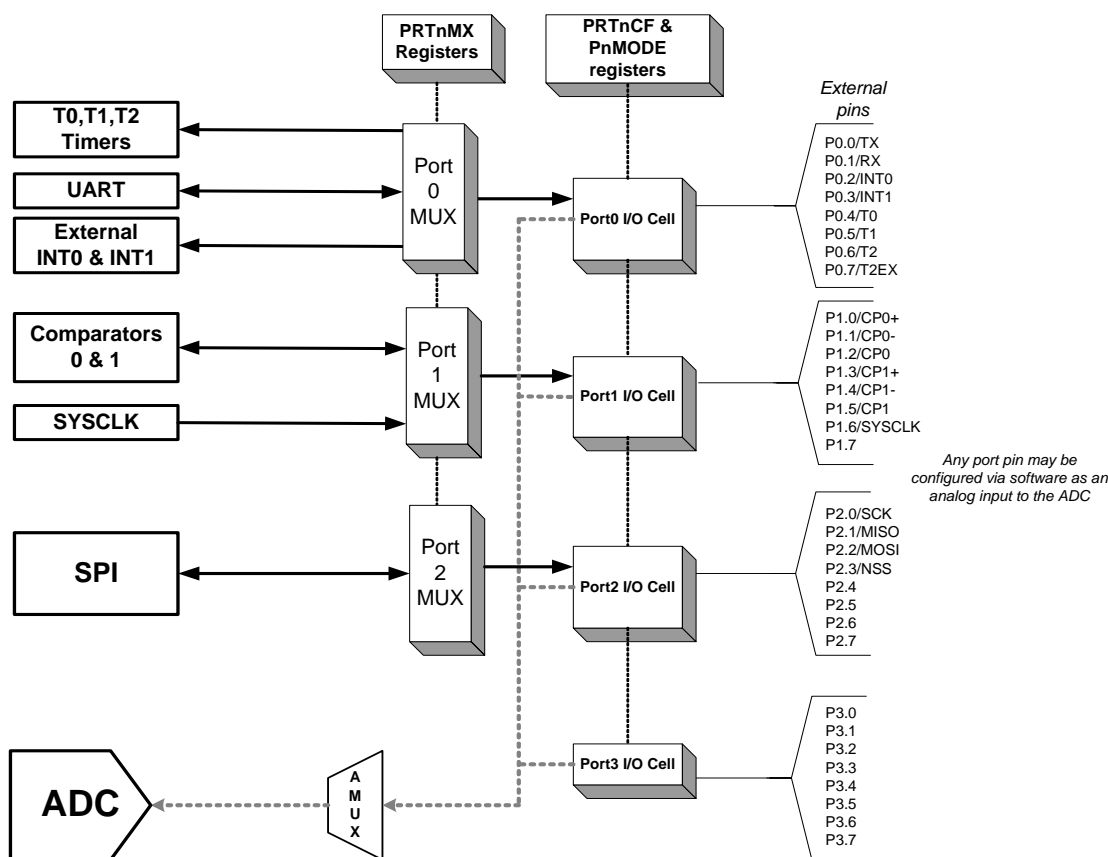 PRTnMX
Registers
PRTnCF &
PnMODE
registers
External
pins
T0,T1,T2
Timers
UART
External
INT0 & INT1
Port
0
MUX
Port0 I/O Cell
P0.0/TX
P0.1/RX
P0.2/INT0
P0.3/INT1
P0.4/T0
P0.5/T1
P0.6/T2
P0.7/T2EX
Comparators
0 & 1
SYSCLK
Port
1
MUX
Port1 I/O Cell
P1.0/CP0+
P1.1/CP0-
P1.2/CP0
P1.3/CP1+
P1.4/CP1-
P1.5/CP1
P1.6/SYSCLK
P1.7
Any port pin may be
configured via software as an
analog input to the ADC
SPI
Port
2
MUX
Port2 I/O Cell
P2.0/SCK
P2.1/MISO
P2.2/MOSI
P2.3/NSS
P2.4
P2.5
P2.6
P2.7
ADC
A
M
U
X
Port3 I/O Cell
P3.0
P3.1
P3.2
P3.3
P3.4
P3.5
P3.6
P3.7